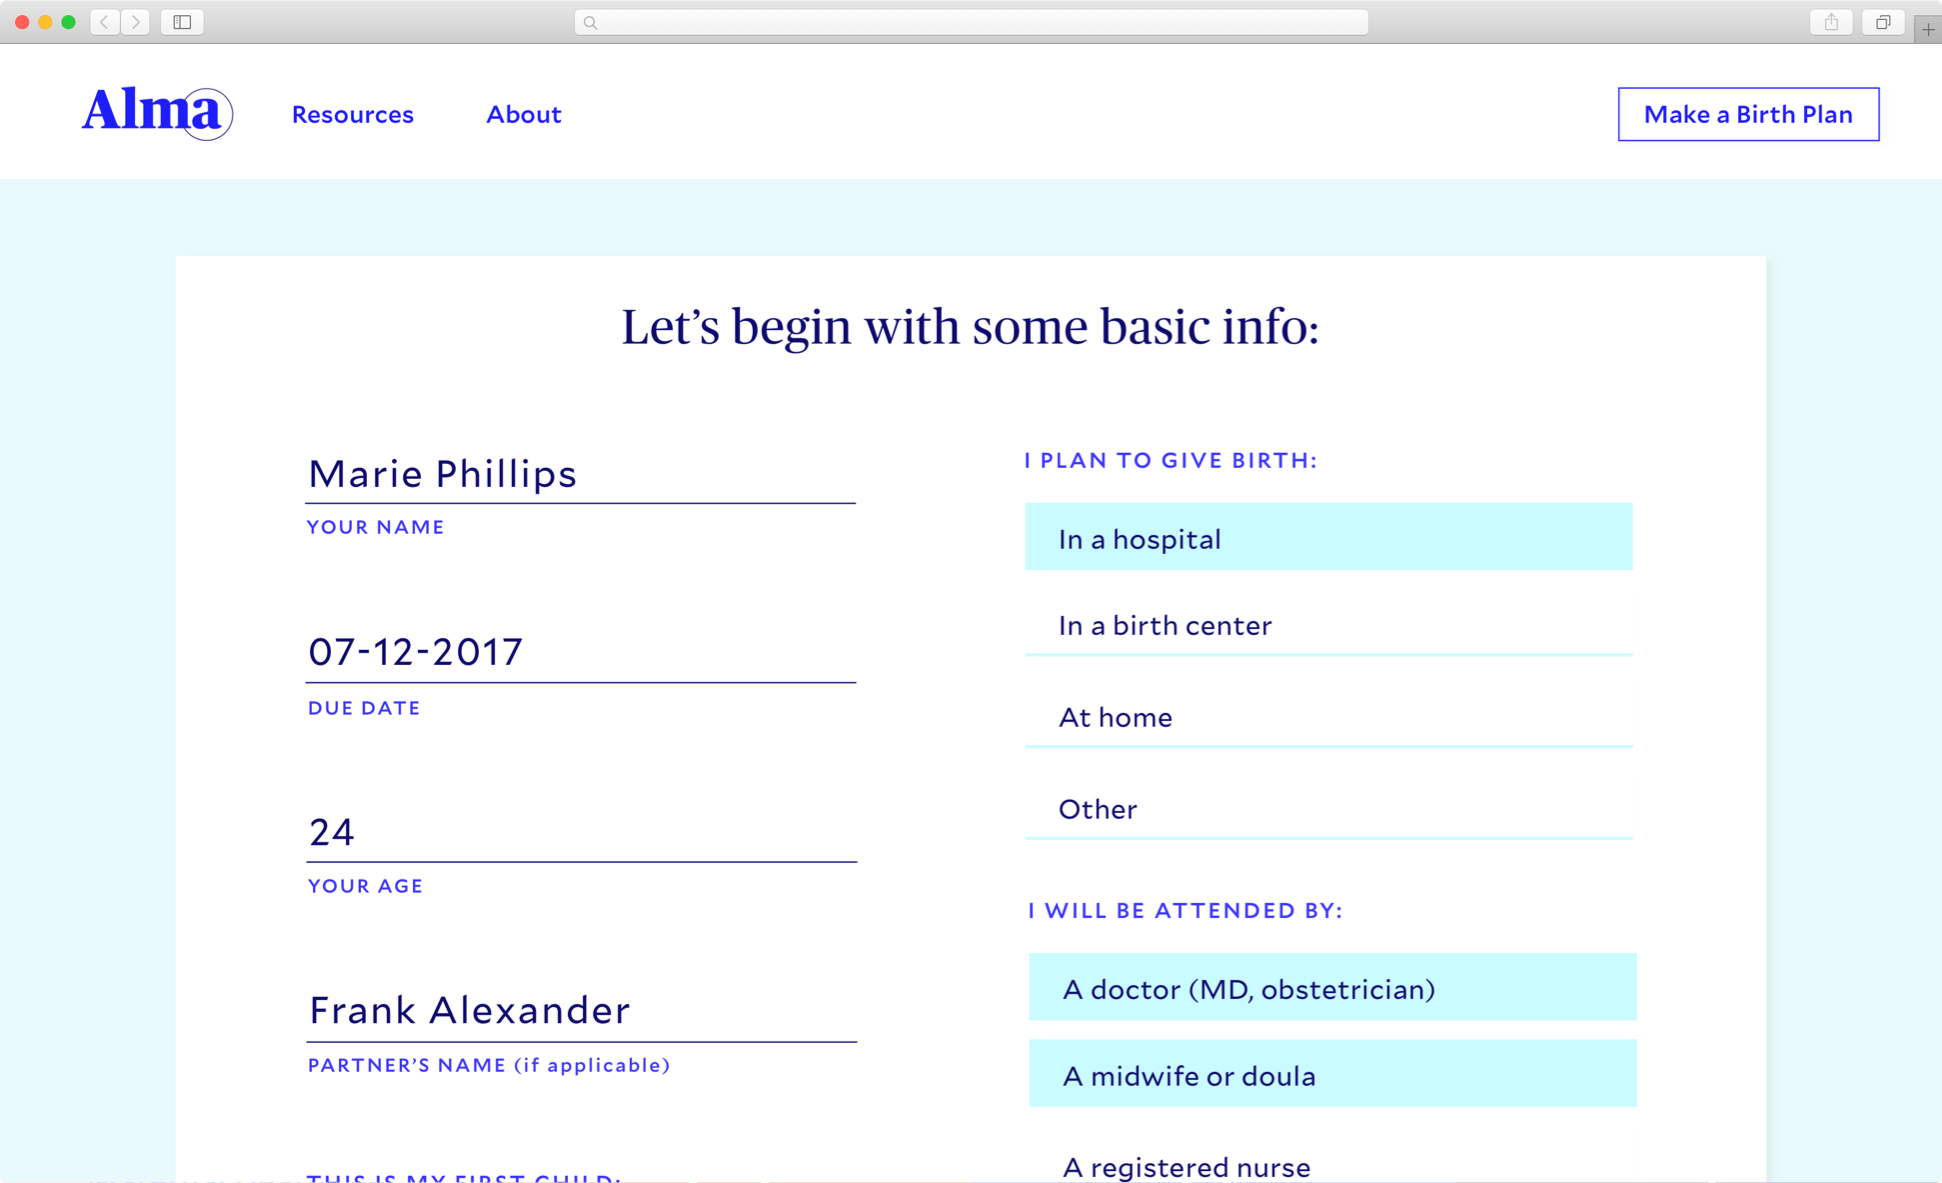 Alma
Resources
About
Make a Birth Plan
Let’s begin with some basic info:
Marie Phillips
YOUR NAME
07-12-2017
DUE DATE
24
YOUR AGE
Frank Alexander
PARTNER’S NAME (if applicable)
THIS IS MY FIRST CHILD:
I PLAN TO GIVE BIRTH:
In a hospital
In a birth center
At home
Other
I WILL BE ATTENDED BY:
A doctor (MD, obstetrician)
A midwife or doula
A registered nurse